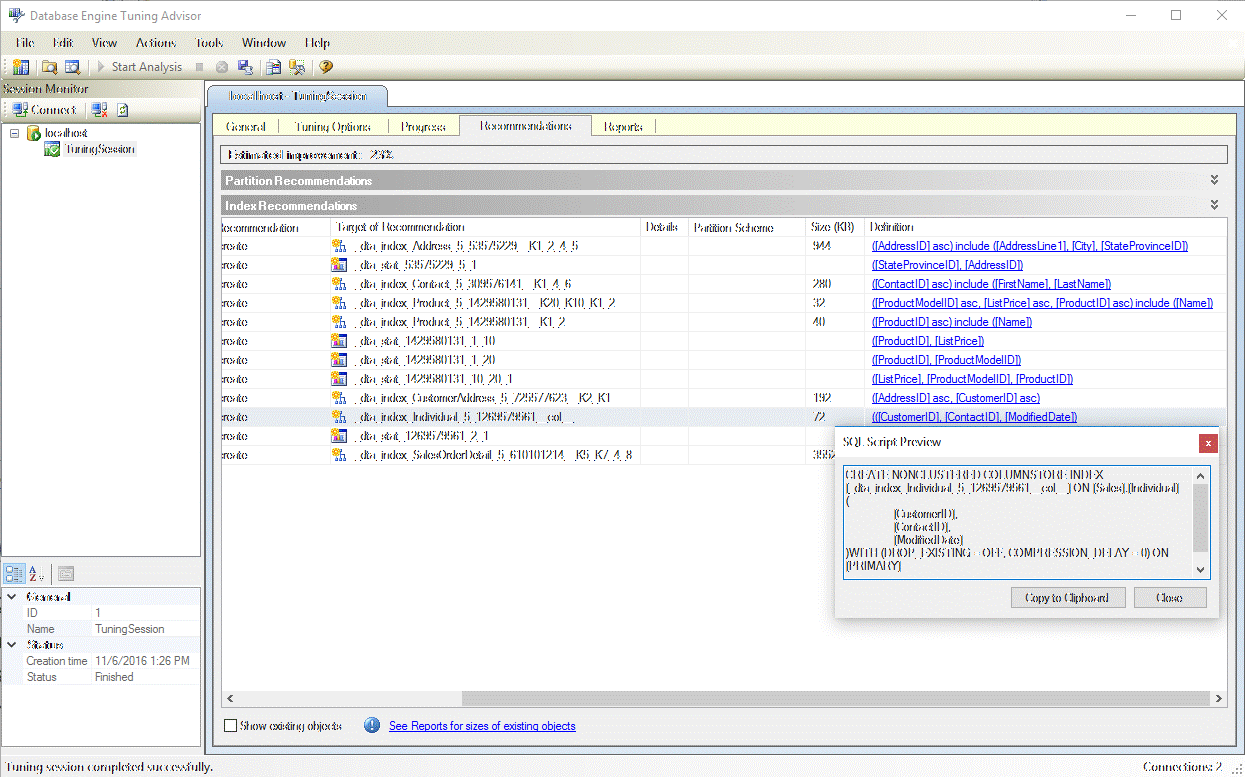 Database Engine Tuning Advisor
File Edit View Actions Tools Window Help
Start Analysis
Session Monitor
Connect
localhost
TuningSession
localhost - TuningSession
General Tuning Options Progress Recommendations Reports
Estimated improvement: 23%
Partition Recommendations
Index Recommendations
Recommendation Target of Recommendation Details Partition Scheme Size (KB) Definition
create _dta_index_Address_5_53575229__K1_2_4_5 944 ([AddressID] asc) include ([AddressLine1], [City], [StateProvinceID])
create _dta_stat_53575229_5_1 ([StateProvinceID], [AddressID])
create _dta_index_Contact_5_309576141__K1_4_6 280 ([ContactID] asc) include ([FirstName], [LastName])
create _dta_index_Product_5_1429580131__K20_K10_K1_2 32 ([ProductModelID] asc, [ListPrice] asc, [ProductID] asc) include ([Name])
create _dta_index_Product_5_1429580131__K1_2 40 ([ProductID] asc) include ([Name])
create _dta_stat_1429580131_1_10 ([ProductID], [ListPrice])
create _dta_stat_1429580131_1_20 ([ProductID], [ProductModelID])
create _dta_stat_1429580131_10_20_1 ([ListPrice], [ProductModelID], [ProductID])
create _dta_index_CustomerAddress_5_725577623__K2_K1 192 ([AddressID] asc, [CustomerID] asc)
create _dta_index_Individual_5_1269579561__col__ 72 (([CustomerID], [ContactID], [ModifiedDate])
create _dta_stat_1269579561_2_1
create _dta_index_SalesOrderDetail_5_610101214__K5_K7_4_8 3552
SQL Script Preview
x
CREATE NONCLUSTERED COLUMNSTORE INDEX
[_dta_index_Individual_5_1269579561__col__] ON [Sales].[Individual]
(
[CustomerID],
[ContactID],
[ModifiedDate]
)WITH (DROP_EXISTING = OFF, COMPRESSION_DELAY = 0) ON
[PRIMARY]
Copy to Clipboard Close
General
ID 1
Name TuningSession
Status
Creation time 11/6/2016 1:26 PM
Status Finished
Show existing objects See Reports for sizes of existing objects
Tuning session completed successfully. Connections: 2